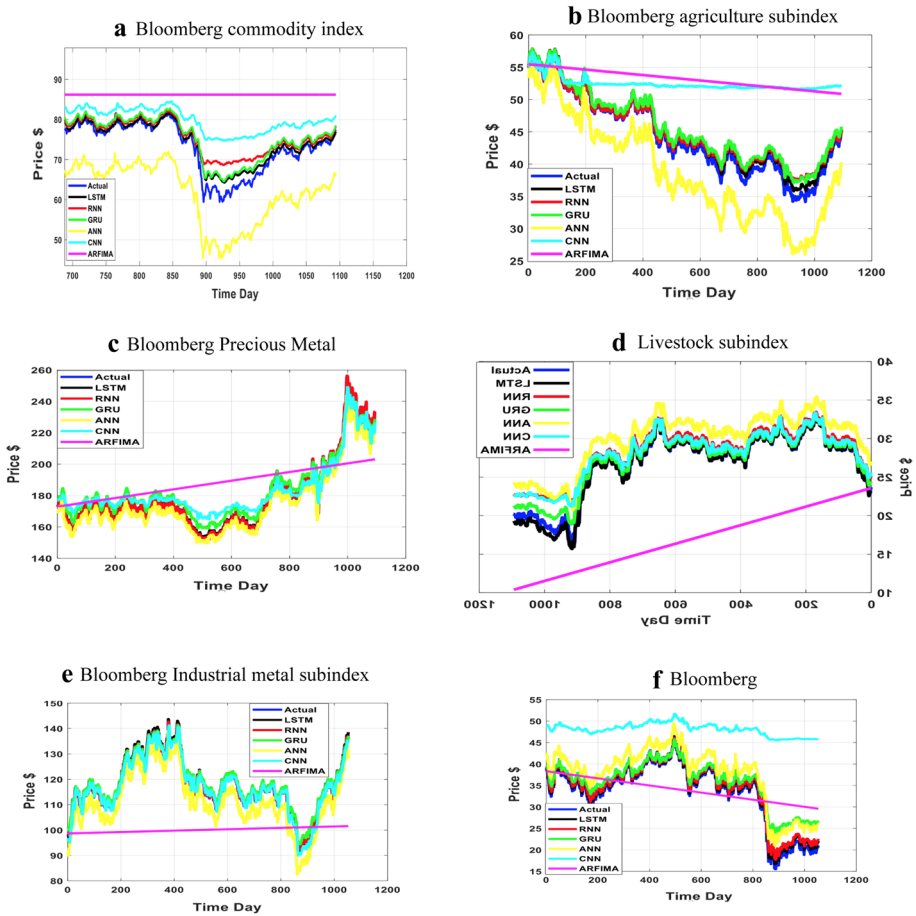 a Bloomberg commodity index
Price $
90
80
70
60
50
Actual
LSTM
RNN
GRU
ANN
CNN
ARFIMA
700 750 800 850 900 950 1000 1050 1100 1150 1200
Time Day
b Bloomberg agriculture subindex
Price $
60
55
50
45
40
35
30
25
Actual
LSTM
RNN
GRU
ANN
CNN
ARFIMA
0 200 400 600 800 1000 1200
Time Day
c Bloomberg Precious Metal
Price $
260
240
220
200
180
160
140
Actual
LSTM
RNN
GRU
ANN
CNN
ARFIMA
0 200 400 600 800 1000 1200
Time Day
d Livestock subindex
Actual
LSTM
RNN
GRU
ANN
CNN
ARFIMA
40
35
30
25
20
15
10
Price $
1200 1000 800 600 400 200 0
Time Day
e Bloomberg Industrial metal subindex
Price $
150
140
130
120
110
100
90
80
Actual
LSTM
RNN
GRU
ANN
CNN
ARFIMA
0 200 400 600 800 1000 1200
Time Day
f Bloomberg
Price $
55
50
45
40
35
30
25
20
15
Actual
LSTM
RNN
GRU
ANN
CNN
ARFIMA
0 200 400 600 800 1000 1200
Time Day